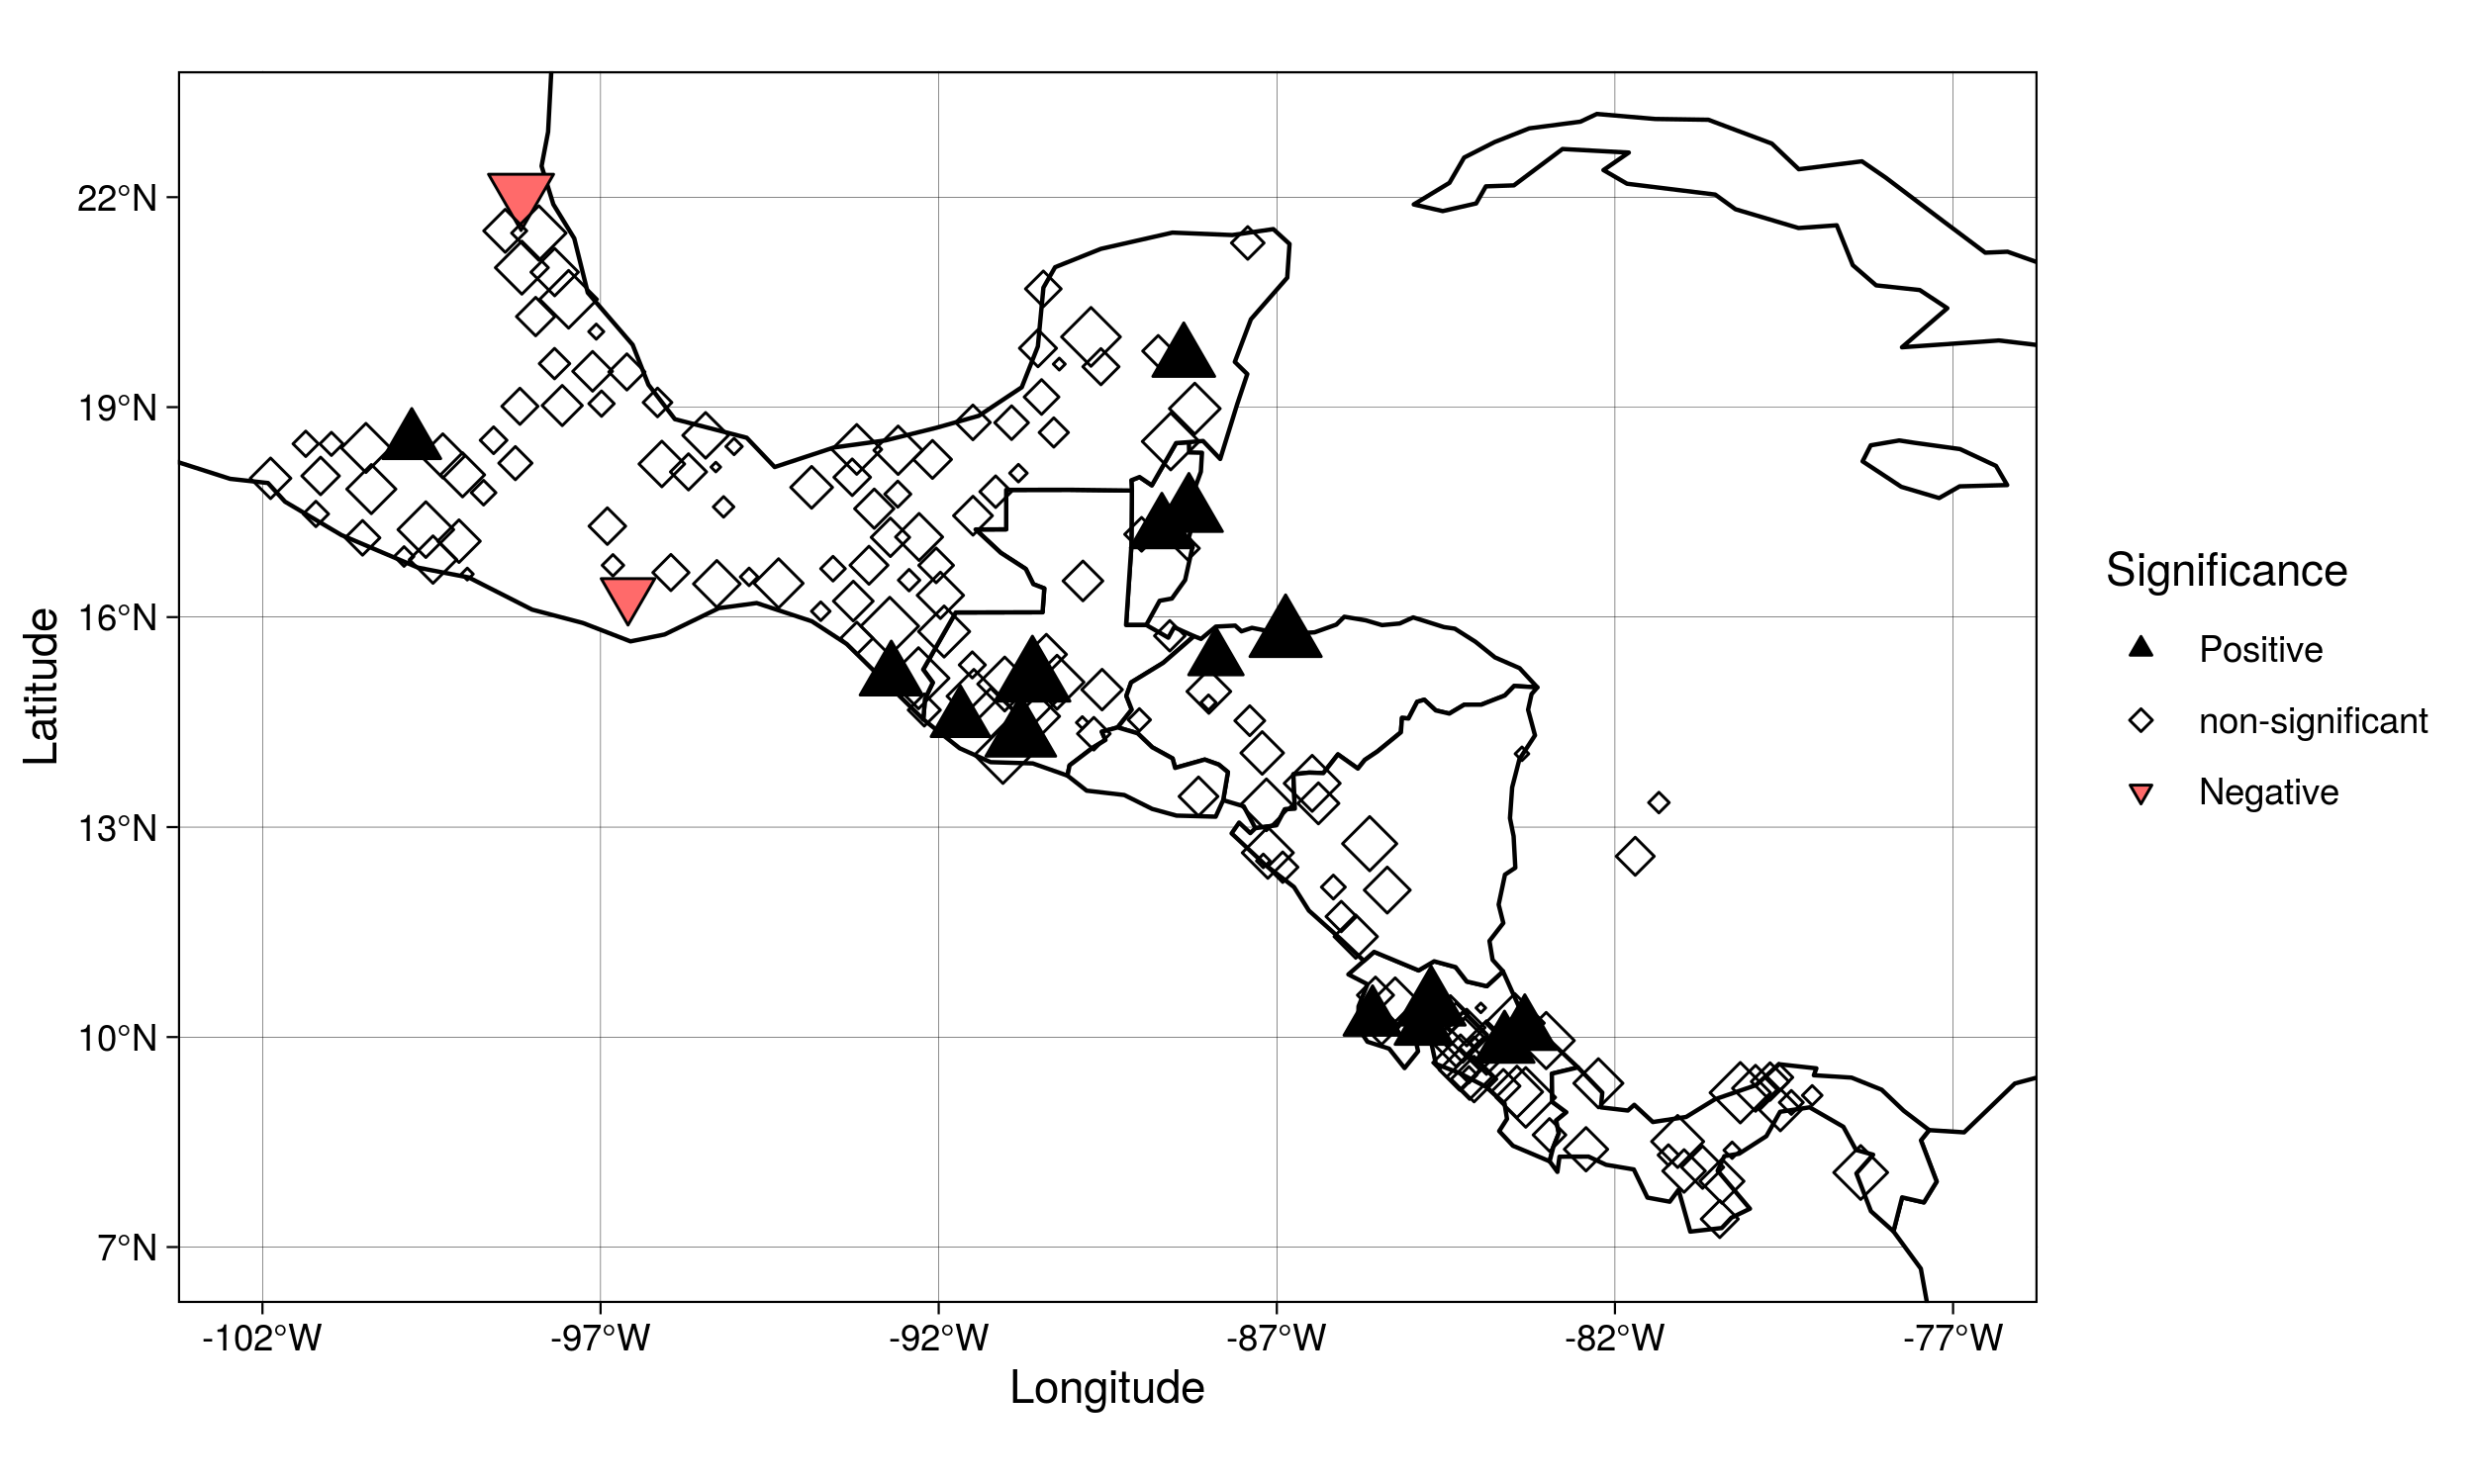 22°N
19°N
16°N
13°N
10°N
7°N
Latitude
-102°W
-97°W
-92°W
-87°W
-82°W
-77°W
Longitude
Significance
Positive
non-significant
Negative